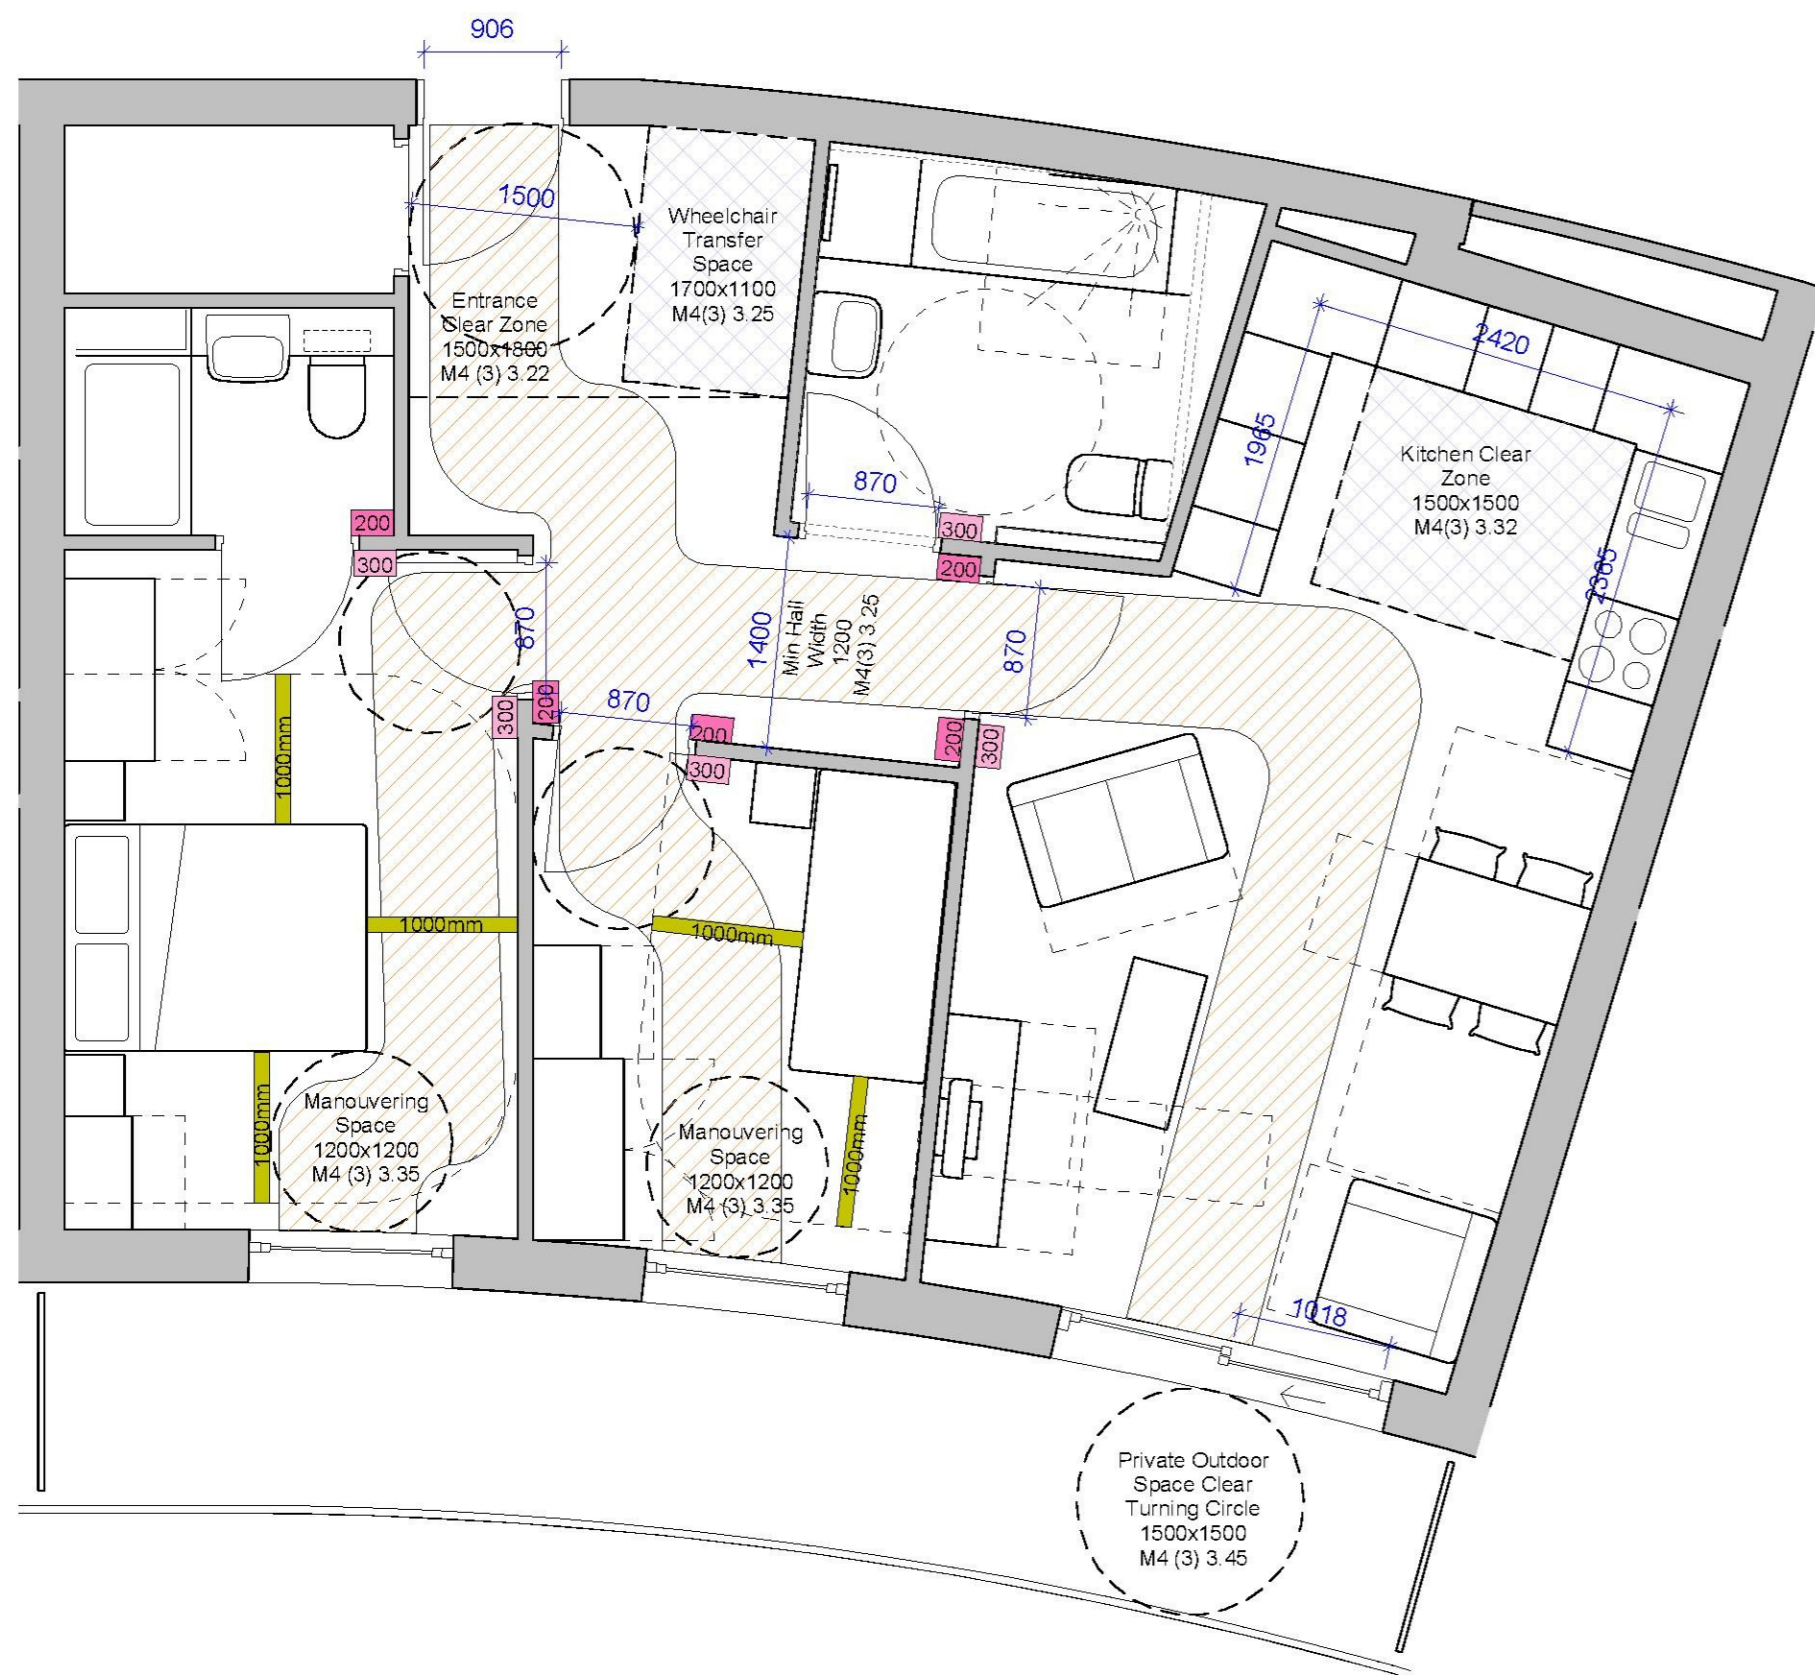 906
1500
Wheelchair
Transfer
Space
1700x1100
M4(3) 3.25
Entrance
Clear Zone
1500x1800
M4 (3) 3.22
2420
1965
Kitchen Clear
Zone
1500x1500
M4(3) 3.32
2365
870
200
300
300
200
870
1400
Min Hall
Width
1200
M4(3) 3.25
870
200
300
870
200
300
200
300
1000mm
1000mm
1000mm
1000mm
Manouvering
Space
1200x1200
M4 (3) 3.35
Manouvering
Space
1200x1200
M4 (3) 3.35
1000mm
1018
Private Outdoor
Space Clear
Turning Circle
1500x1500
M4 (3) 3.45